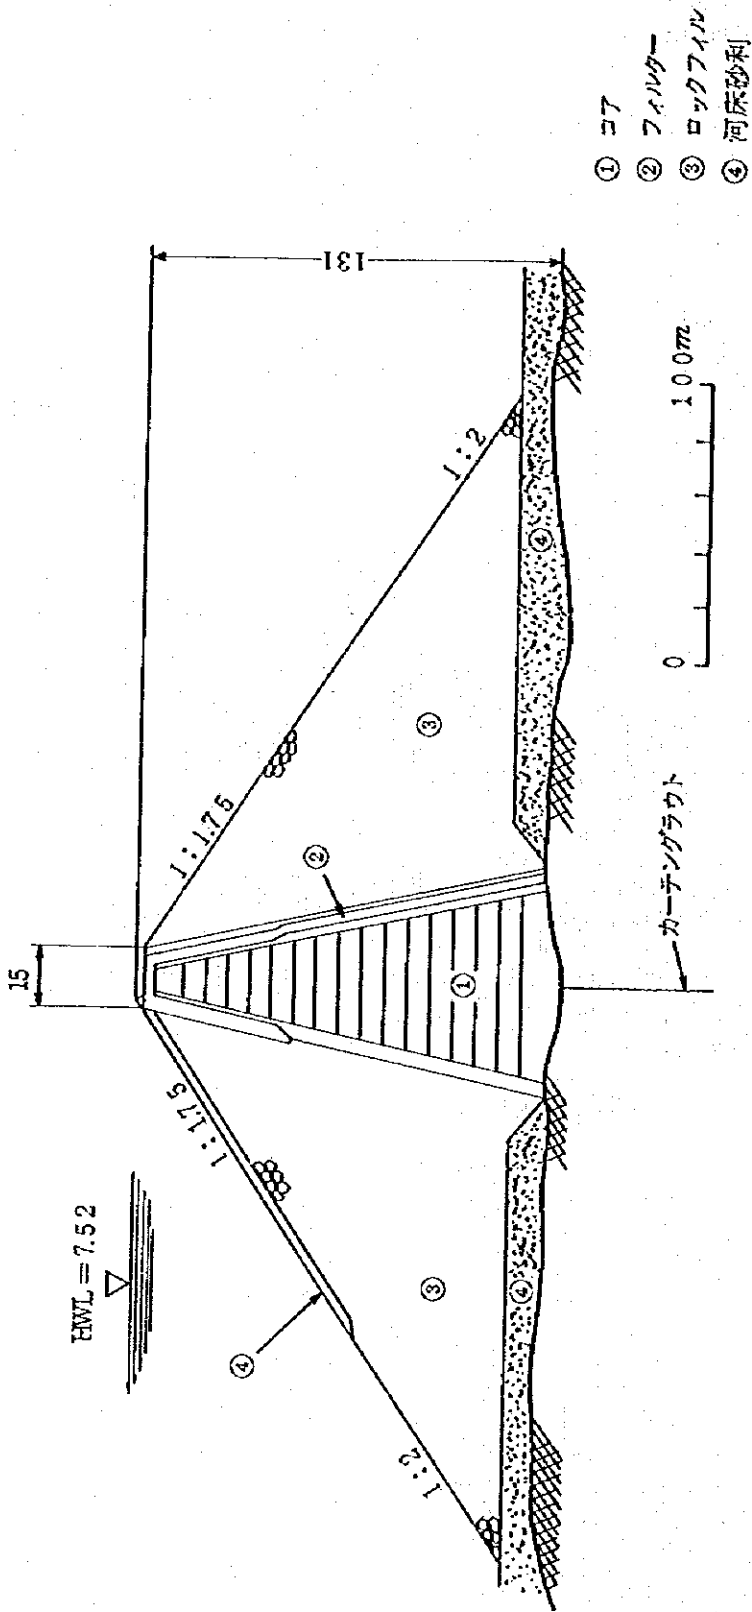 HWL=7.52
15
1:1.75
1:1.75
131
1:2
1:2
④
②
③
③
①
④
④
カーテングラウト
0
100m
① コア
② フィルター
③ ロックフィル
④ 河床砂利